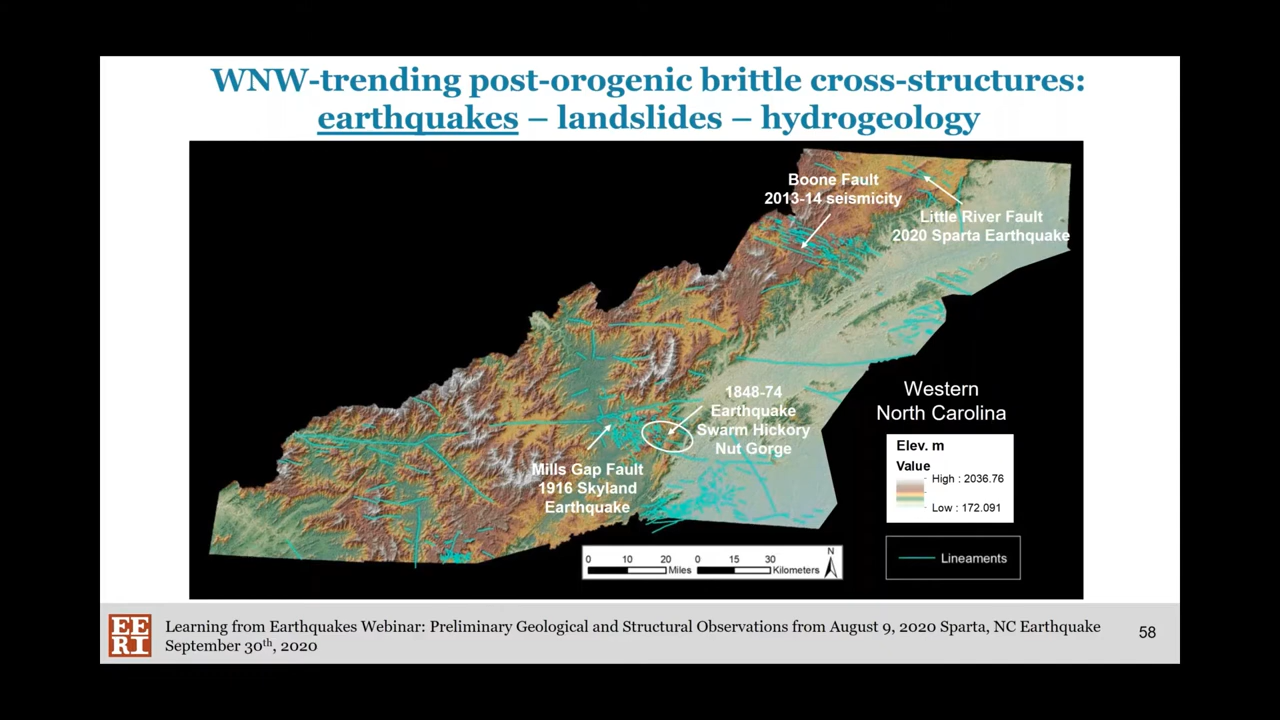 WNW-trending post-orogenic brittle cross-structures:
earthquakes – landslides – hydrogeology
Boone Fault
2013-14 seismicity
Little River Fault
2020 Sparta Earthquake
1848-74
Earthquake
Swarm Hickory
Nut Gorge
Mills Gap Fault
1916 Skyland
Earthquake
Western
North Carolina
Elev. m
Value
High : 2036.76
Low : 172.091
0 10 20 Miles 0 15 30 Kilometers N
Lineaments
EE
RI
Learning from Earthquakes Webinar: Preliminary Geological and Structural Observations from August 9, 2020 Sparta, NC Earthquake
September 30th, 2020
58